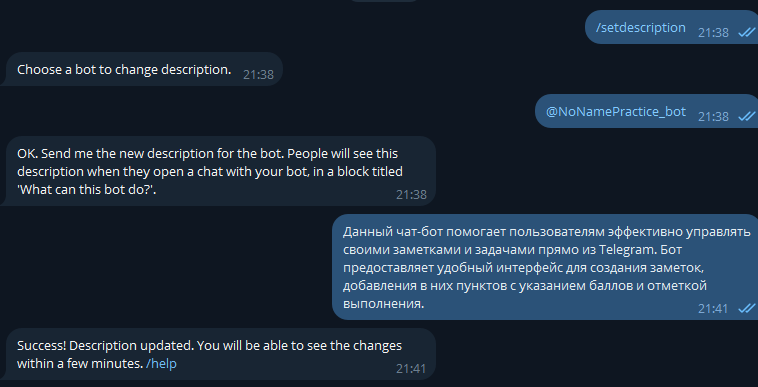 /setdescription 21:38
Choose a bot to change description. 21:38
@NoNamePractice_bot 21:38
OK. Send me the new description for the bot. People will see this
description when they open a chat with your bot, in a block titled
'What can this bot do?'.
21:38
Данный чат-бот помогает пользователям эффективно управлять
своими заметками и задачами прямо из Telegram. Бот
предоставляет удобный интерфейс для создания заметок,
добавления в них пунктов с указанием баллов и отметкой
выполнения.
21:41
Success! Description updated. You will be able to see the changes
within a few minutes. /help 21:41